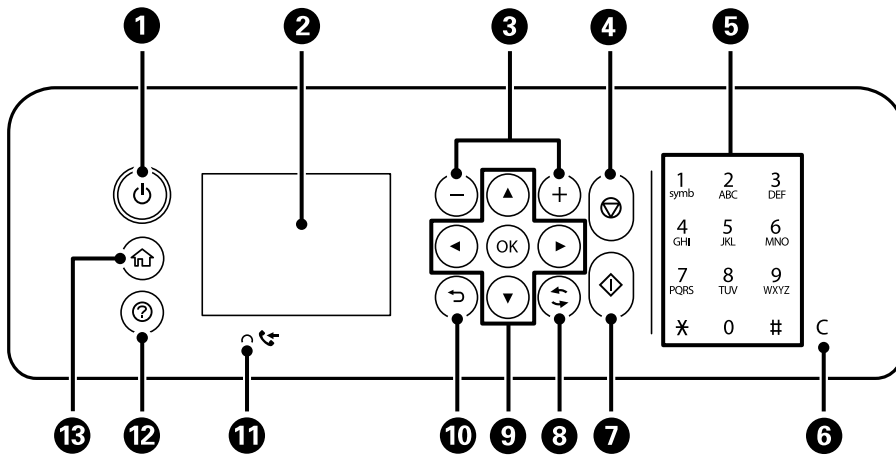 1 2 3 4 5
− +
OK
1 2 3
symb ABC DEF
4 5 6
GHI JKL MNO
7 8 9
PQRS TUV WXYZ
* 0 #
C
?
13 12 11 10 9 8 7 6